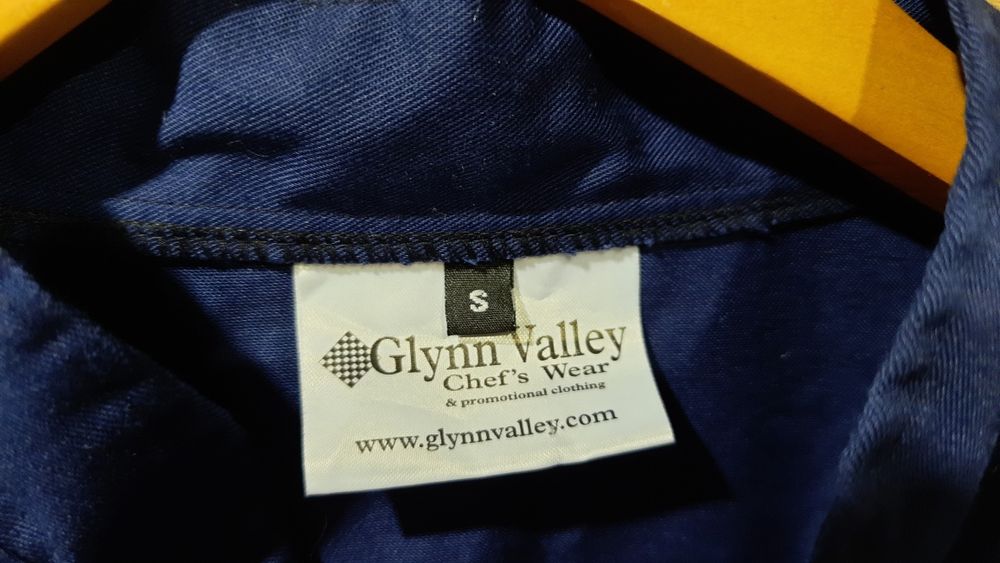 S
Glynn Valley
Chef's Wear
& promotional clothing
www.glynnvalley.com